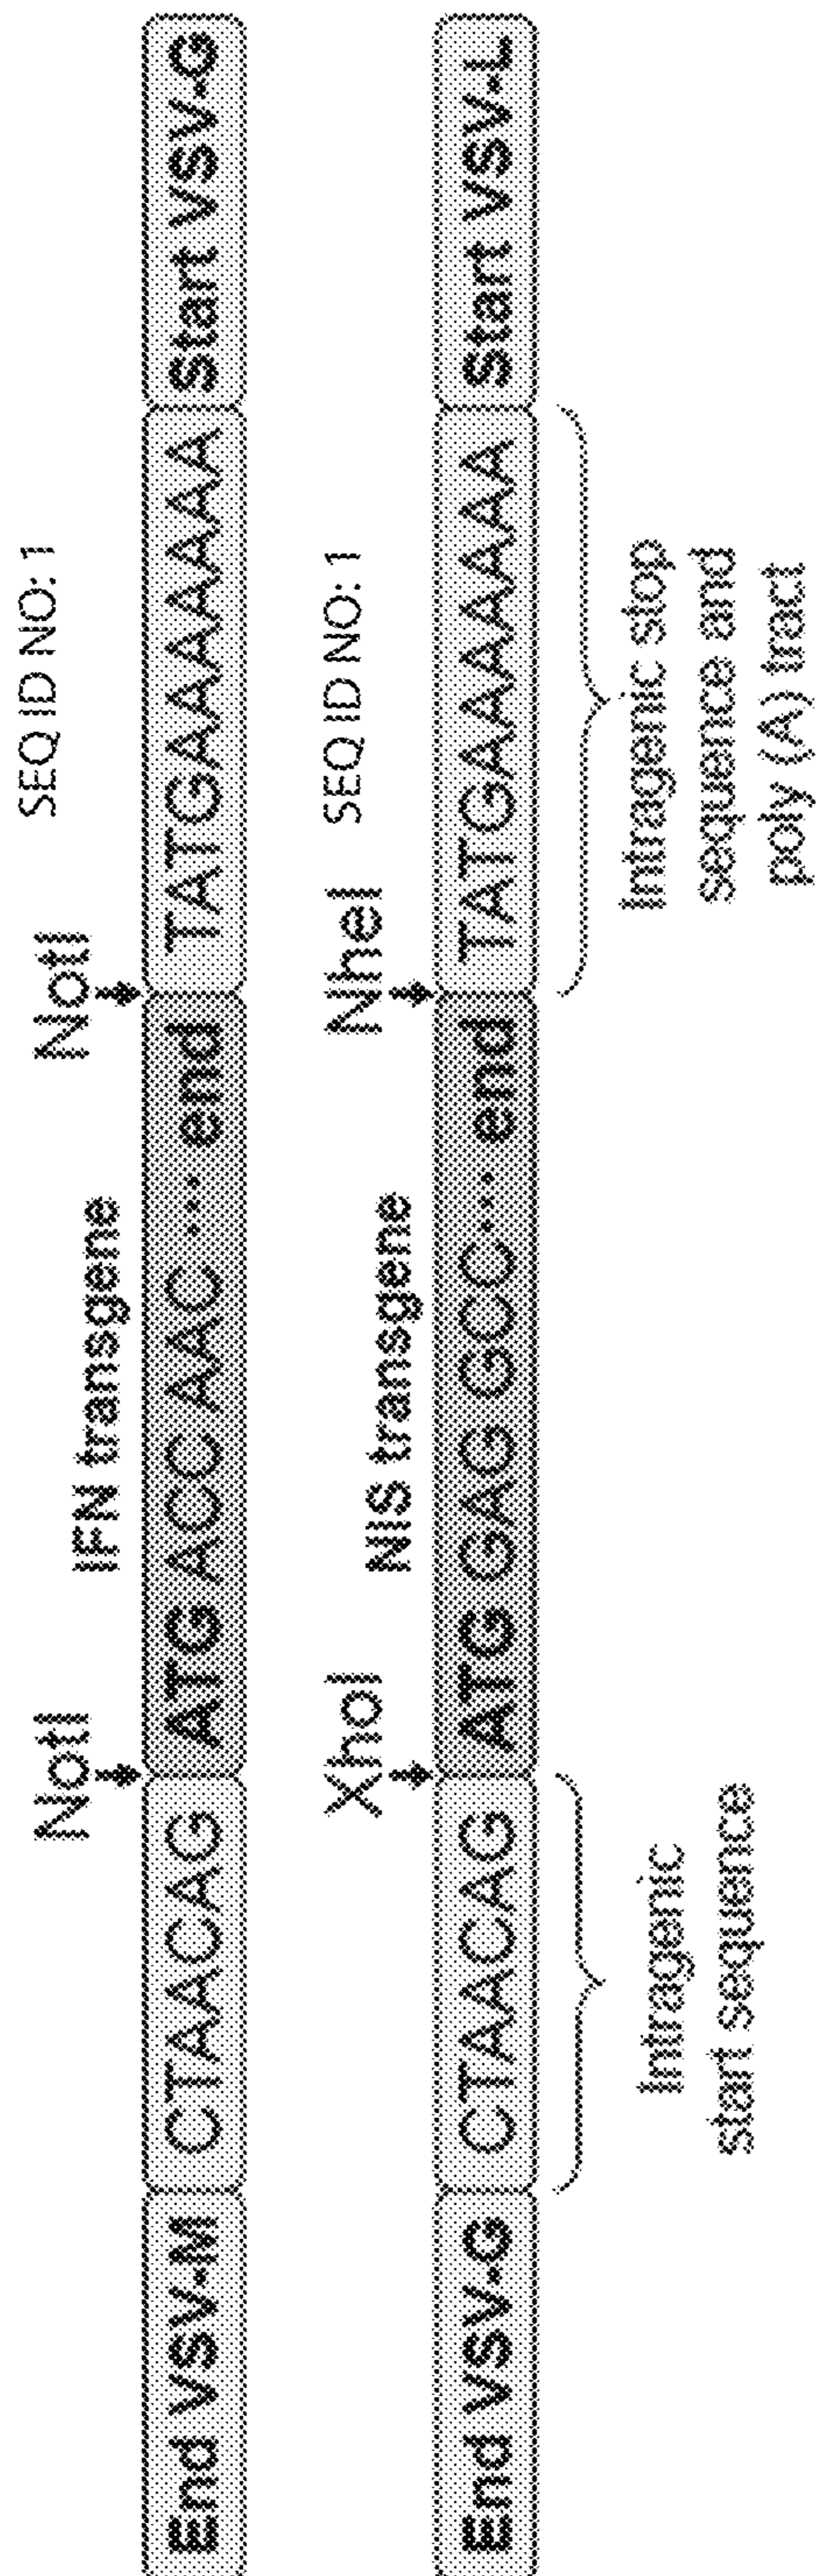 SEQ ID NO: 1
NotI
IFN transgene
NotI
End VSV-M CTAACAG ATG ACC AAC ... end TATGAAAAAAA Start VSV-G
SEQ ID NO: 1
XhoI
NIS transgene
NheI
End VSV-G CTAACAG ATG GAG GCC... end TATGAAAAAAA Start VSV-L
Intragenic
start sequence
Intragenic stop
sequence and
poly (A) tract